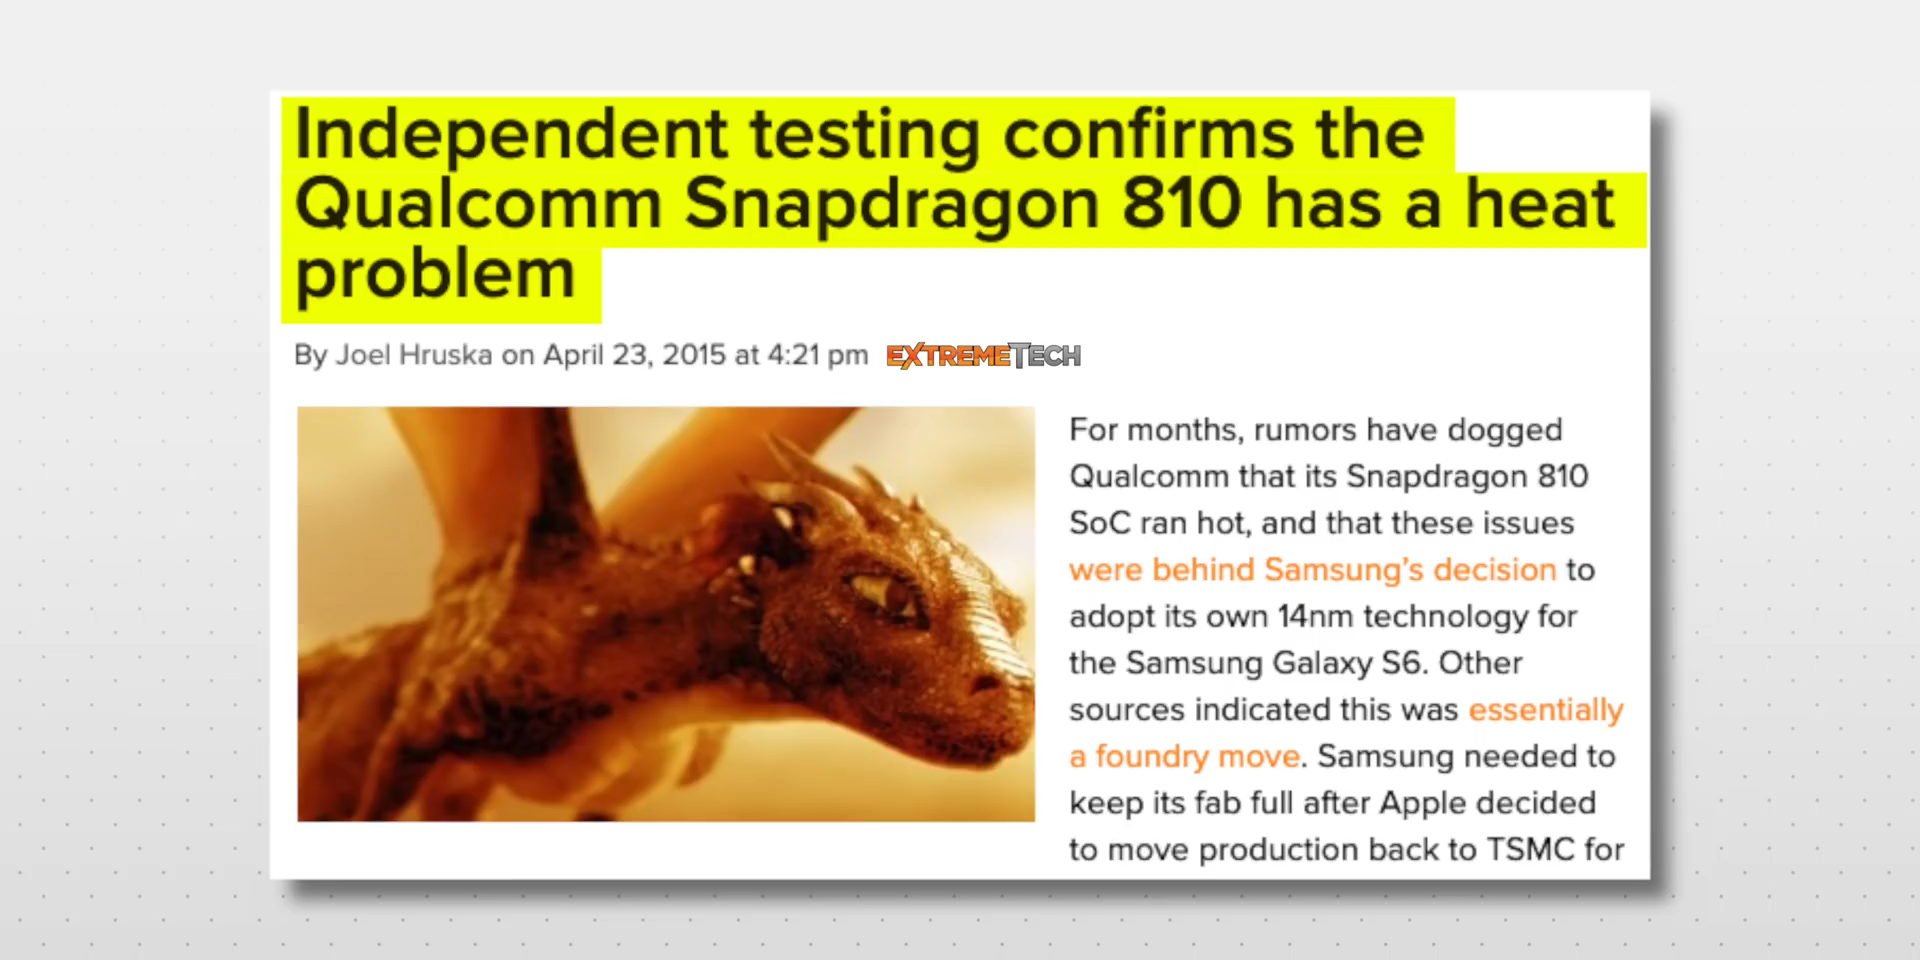 Independent testing confirms the
Qualcomm Snapdragon 810 has a heat
problem
By Joel Hruska on April 23, 2015 at 4:21 pm EXTREMETECH
For months, rumors have dogged
Qualcomm that its Snapdragon 810
SoC ran hot, and that these issues
were behind Samsung’s decision to
adopt its own 14nm technology for
the Samsung Galaxy S6. Other
sources indicated this was essentially
a foundry move. Samsung needed to
keep its fab full after Apple decided
to move production back to TSMC for